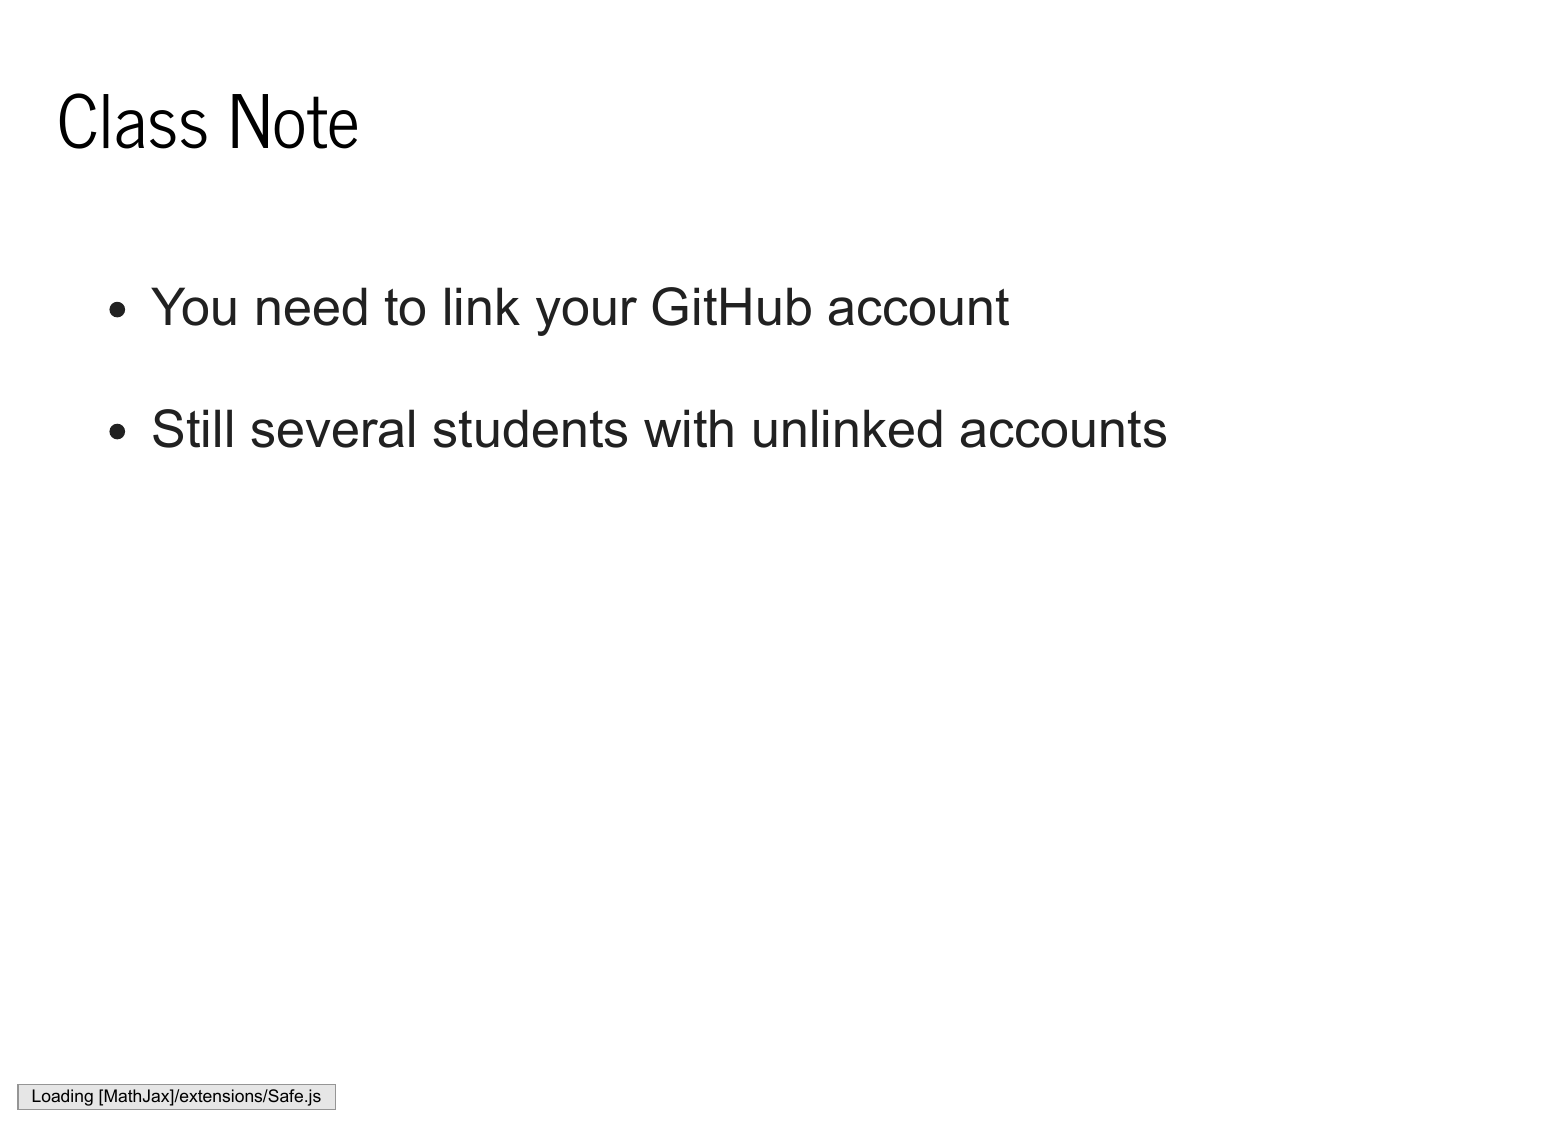 Class Note
• You need to link your GitHub account
• Still several students with unlinked accounts
Loading [MathJax]/extensions/Safe.js